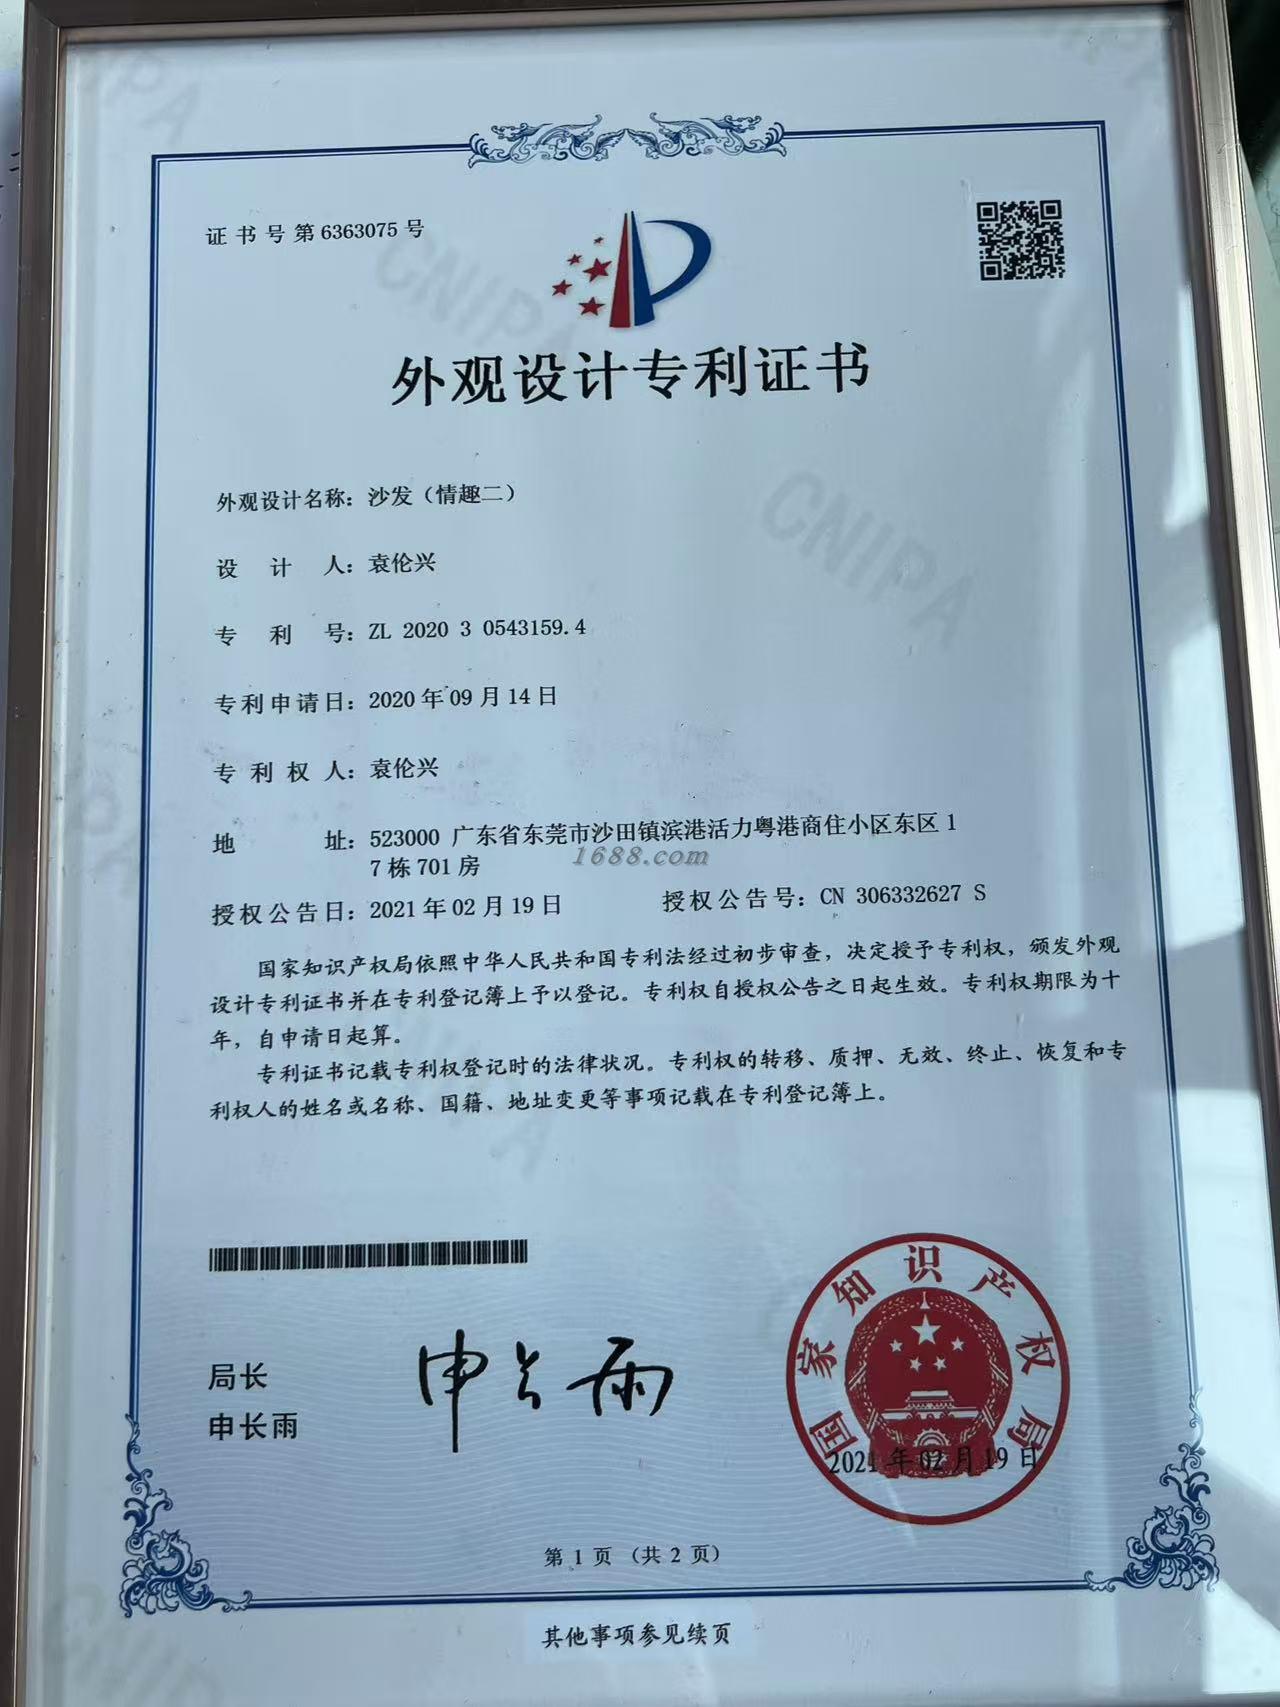 证书号第6363075号
外观设计专利证书
外观设计名称：沙发（情趣二）
设计人：袁伦兴
专利号：ZL 2020 3 0543159.4
专利申请日：2020年09月14日
专利权人：袁伦兴
地址：523000 广东省东莞市沙田镇滨港活力粤港商住小区东区1
7栋701房
1688.com
授权公告日：2021年02月19日 授权公告号：CN 306332627 S
国家知识产权局依照中华人民共和国专利法经过初步审查，决定授予专利权，颁发外观
设计专利证书并在专利登记簿上予以登记。专利权自授权公告之日起生效。专利权期限为十
年，自申请日起算。
专利证书记载专利权登记时的法律状况。专利权的转移、质押、无效、终止、恢复和专
利权人的姓名或名称、国籍、地址变更等事项记载在专利登记簿上。
局长
申长雨
申长雨
国家知识产权局
2021年02月19日
第1页（共2页）
其他事项参见续页
CNIPA
CNIPA
CNIPA
CNIPA